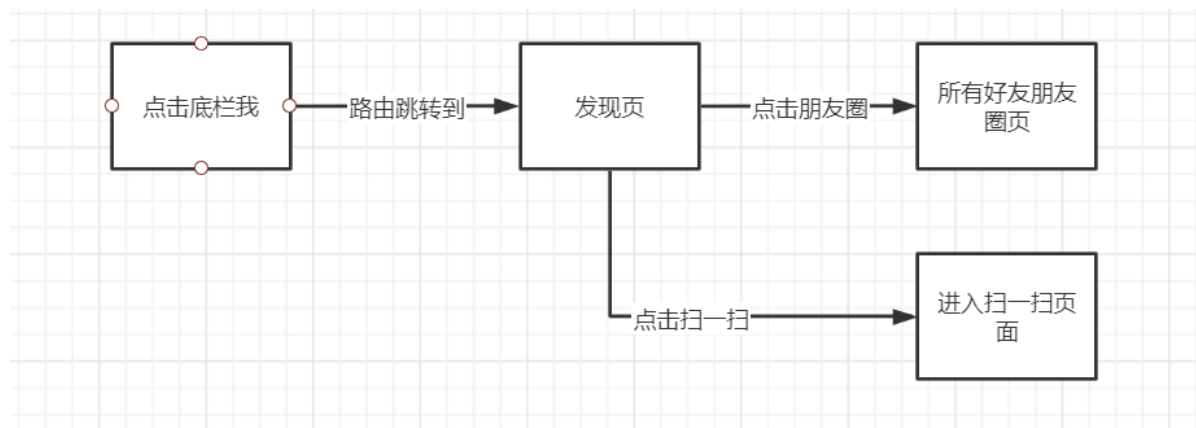 点击底栏我
路由跳转到
发现页
点击朋友圈
所有好友朋友
圈页
点击扫一扫
进入扫一扫页
面